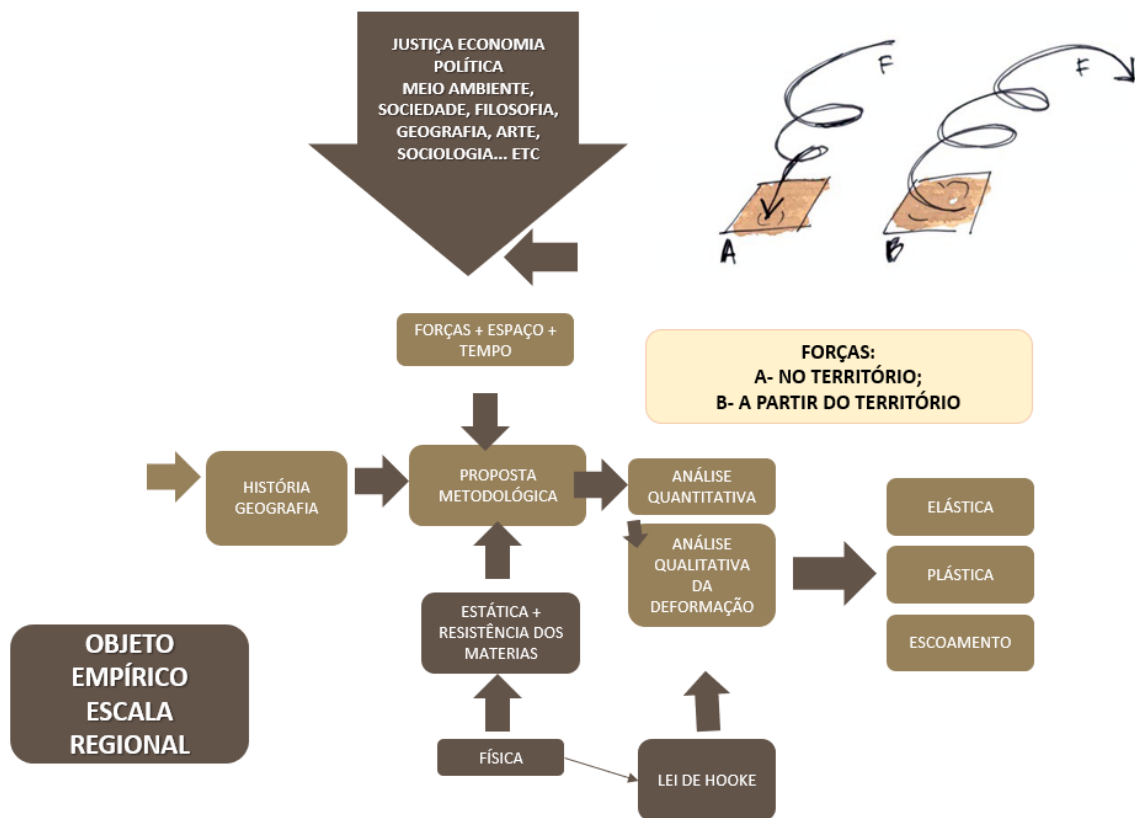 JUSTIÇA ECONOMIA
POLÍTICA
MEIO AMBIENTE,
SOCIEDADE, FILOSOFIA,
GEOGRAFIA, ARTE,
SOCIOLOGIA... ETC
F
F
A
B
FORÇAS + ESPAÇO +
TEMPO
FORÇAS:
A- NO TERRITÓRIO;
B- A PARTIR DO TERRITÓRIO
HISTÓRIA
GEOGRAFIA
PROPOSTA
METODOLÓGICA
ANÁLISE
QUANTITATIVA
ANÁLISE
QUALITATIVA
DA
DEFORMAÇÃO
ELÁSTICA
PLÁSTICA
ESCOAMENTO
ESTÁTICA +
RESISTÊNCIA DOS
MATERIAS
OBJETO
EMPÍRICO
ESCALA
REGIONAL
FÍSICA
LEI DE HOOKE